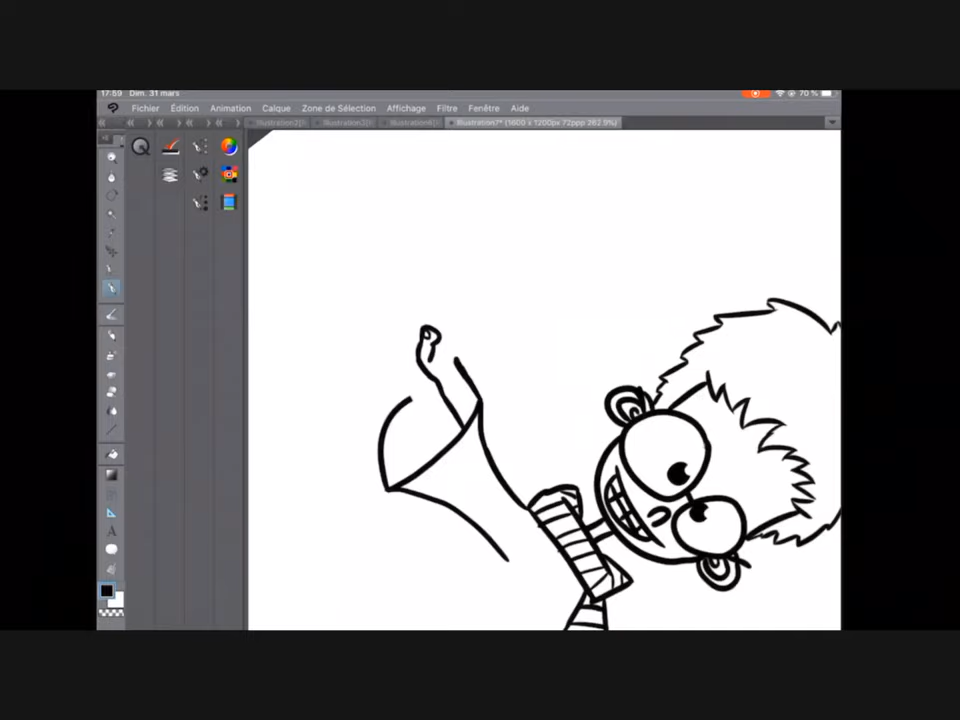 17:59 Dim. 31 mars 70 %
Fichier Édition Animation Calque Zone de Sélection Affichage Filtre Fenêtre Aide
Illustration7* (1600 x 1200px 72ppp 262.9%)
A